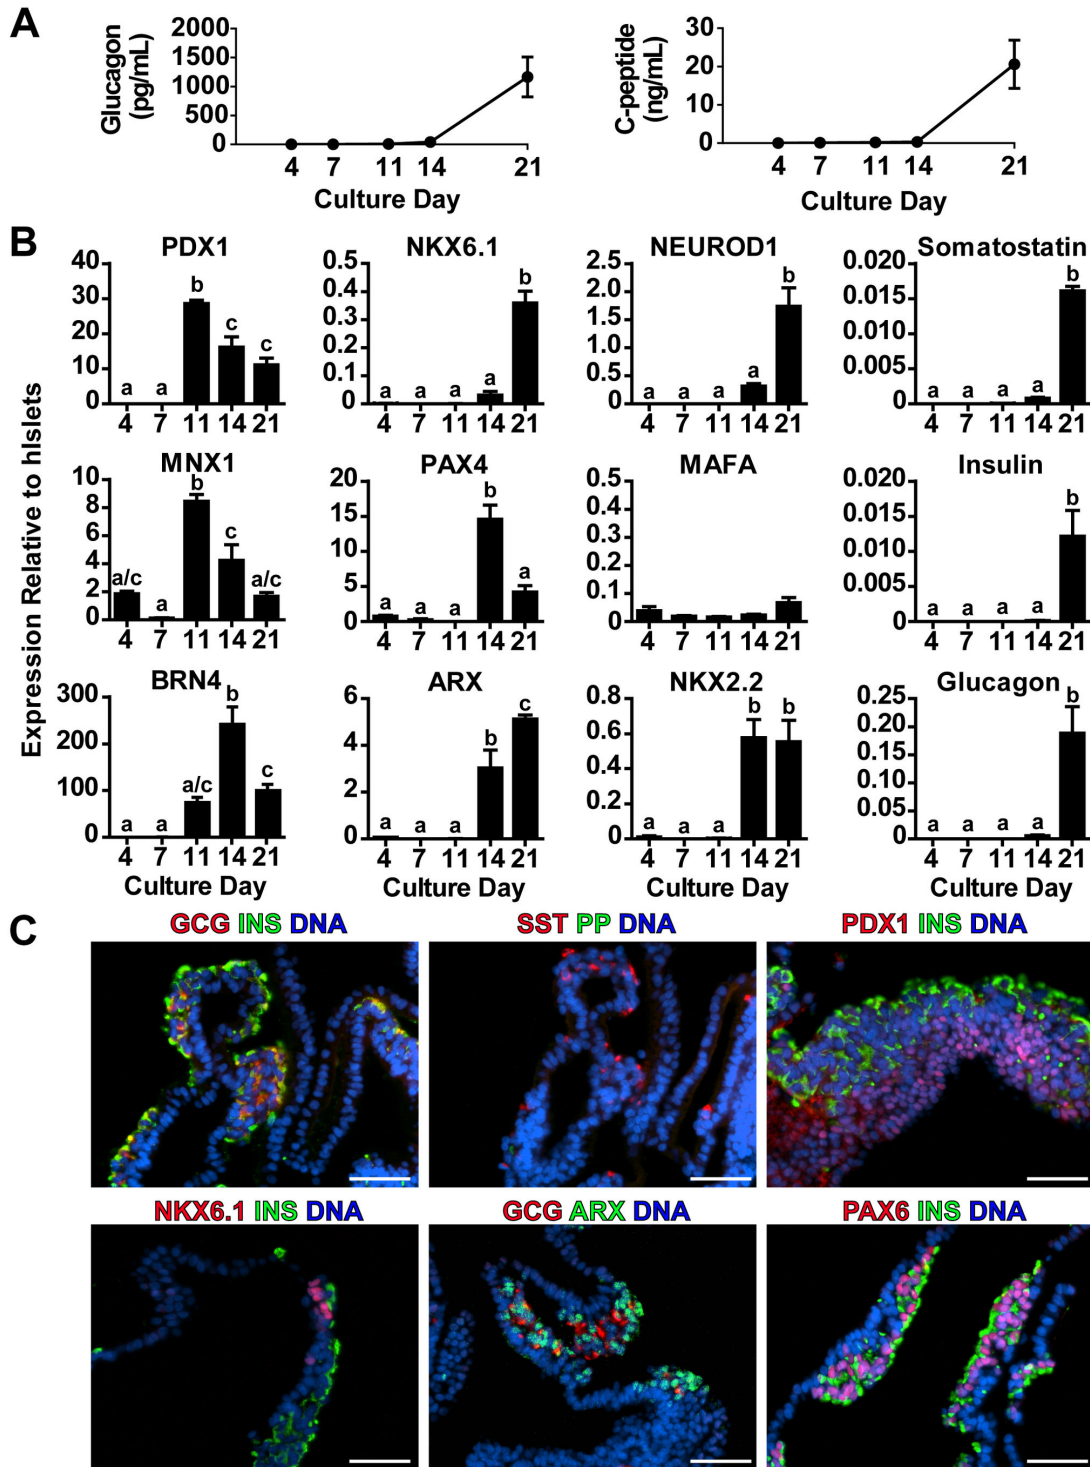 A
Glucagon (pg/mL)
2000
1500
1000
500
0
4 7 11 14 21
Culture Day
C-peptide (ng/mL)
30
20
10
0
4 7 11 14 21
Culture Day
B
Expression Relative to hIslets
PDX1
40
30
20
10
0
a a b c c
4 7 11 14 21
NKX6.1
0.5
0.4
0.3
0.2
0.1
0
a a a a b
4 7 11 14 21
NEUROD1
2.5
2.0
1.5
1.0
0.5
0
a a a a b
4 7 11 14 21
Somatostatin
0.020
0.015
0.010
0.005
0
a a a a b
4 7 11 14 21
MNX1
10
8
6
4
2
0
a/c a b c a/c
4 7 11 14 21
PAX4
20
15
10
5
0
a a a b a
4 7 11 14 21
MAFA
0.5
0.4
0.3
0.2
0.1
0
4 7 11 14 21
Insulin
0.020
0.015
0.010
0.005
0
a a a a b
4 7 11 14 21
BRN4
300
200
100
0
a a a/c b c
4 7 11 14 21
Culture Day
ARX
6
4
2
0
a a a b c
4 7 11 14 21
Culture Day
NKX2.2
0.8
0.6
0.4
0.2
0
a a a b b
4 7 11 14 21
Culture Day
Glucagon
0.25
0.20
0.15
0.10
0.05
0
a a a a b
4 7 11 14 21
Culture Day
C
GCG INS DNA
SST PP DNA
PDX1 INS DNA
NKX6.1 INS DNA
GCG ARX DNA
PAX6 INS DNA